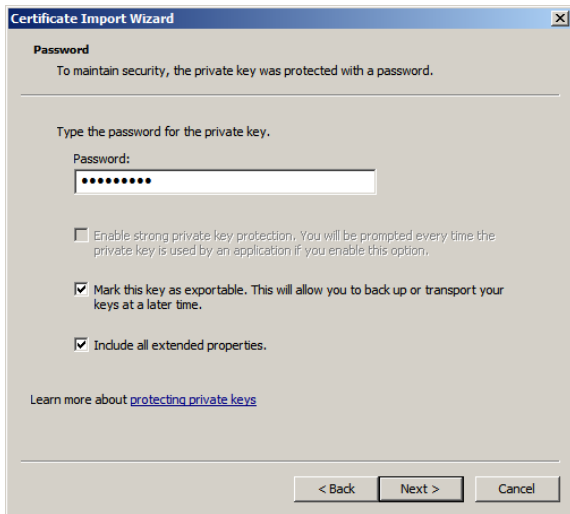 Certificate Import Wizard
Password
To maintain security, the private key was protected with a password.
Type the password for the private key.
Password:
•••••••••
Enable strong private key protection. You will be prompted every time the
private key is used by an application if you enable this option.
Mark this key as exportable. This will allow you to back up or transport your
keys at a later time.
Include all extended properties.
Learn more about protecting private keys
< Back Next > Cancel